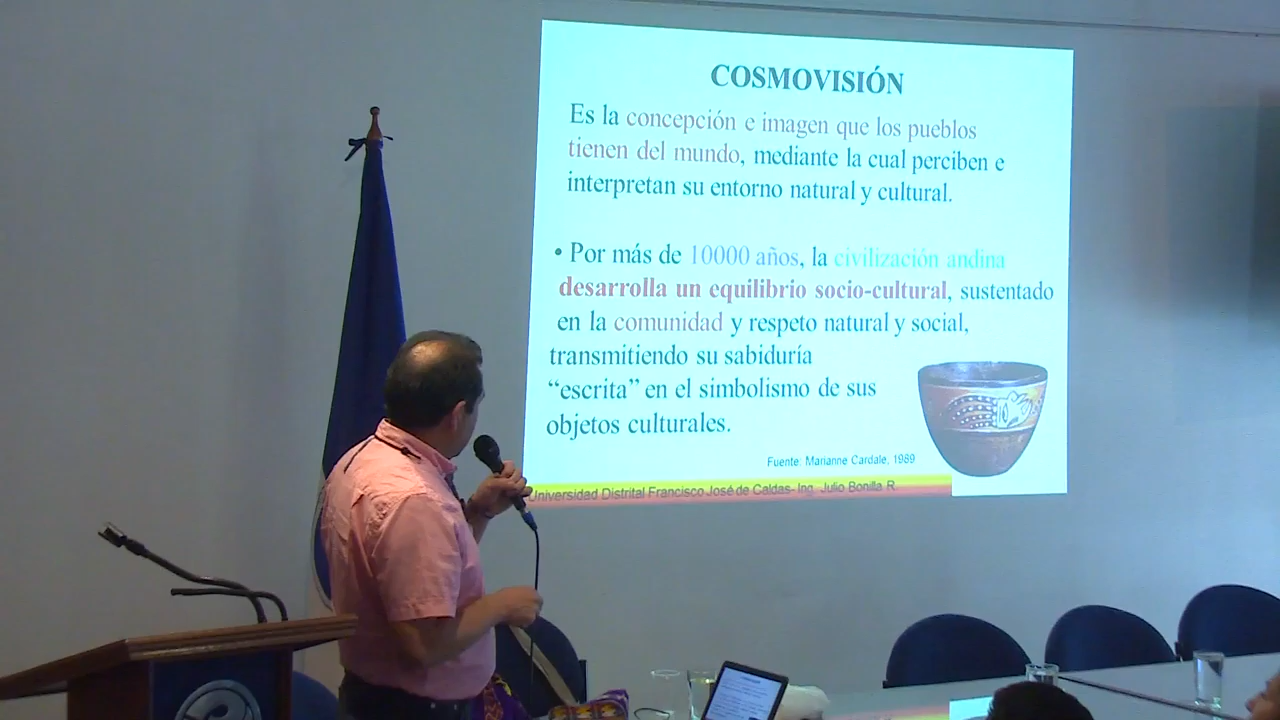 COSMOVISIÓN
Es la concepción e imagen que los pueblos
tienen del mundo, mediante la cual perciben e
interpretan su entorno natural y cultural.
• Por más de 10000 años, la civilización andina
desarrolla un equilibrio socio-cultural, sustentado
en la comunidad y respeto natural y social,
transmitiendo su sabiduría
“escrita” en el simbolismo de sus
objetos culturales.
Fuente: Marianne Cardale, 1989
Universidad Distrital Francisco José de Caldas- Ing. Julio Bonilla R.